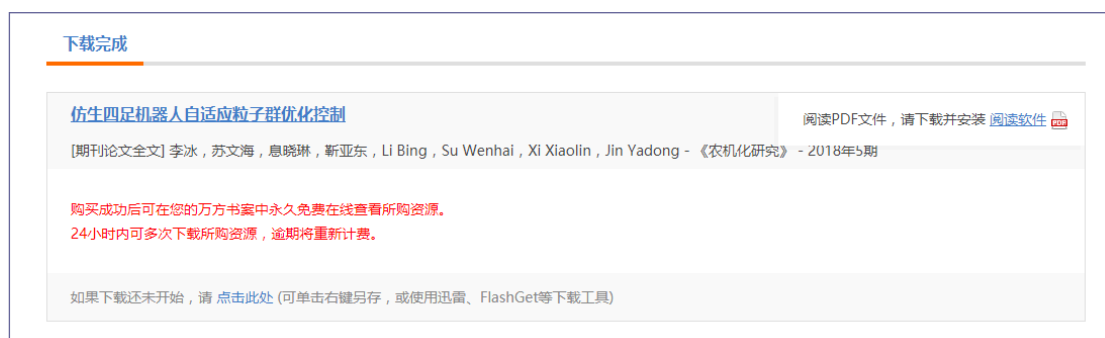 下载完成
仿生四足机器人自适应粒子群优化控制
阅读PDF文件，请下载并安装 阅读软件
[期刊论文全文] 李冰，苏文海，息晓琳，靳亚东，Li Bing，Su Wenhai，Xi Xiaolin，Jin Yadong - 《农机化研究》 - 2018年5期
购买成功后可在您的万方书案中永久免费在线查看所购资源。
24小时内可多次下载所购资源，逾期将重新计费。
如果下载还未开始，请 点击此处 (可单击右键另存，或使用迅雷、FlashGet等下载工具)